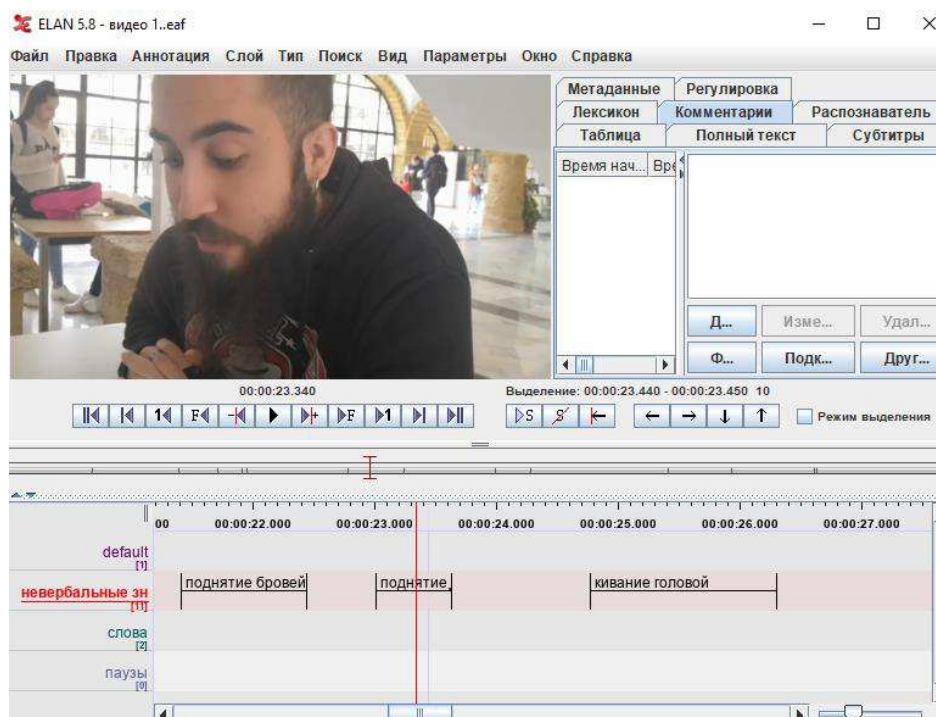 ELAN 5.8 - видео 1..eaf
Файл Правка Аннотация Слой Тип Поиск Вид Параметры Окно Справка
Метаданные Регулировка
Лексикон Комментарии Распознаватель
Таблица Полный текст Субтитры
Время нач... Вре
Д... Изме... Удал...
Ф... Подк... Друг...
00:00:23.340
Выделение: 00:00:23.440 - 00:00:23.450 10
1 F F 1
S S
Режим выделения
00 00:00:22.000 00:00:23.000 00:00:24.000 00:00:25.000 00:00:26.000 00:00:27.000
default
[1]
невербальные зн
[11]
поднятие бровей поднятие кивание головой
слова
[2]
паузы
[0]